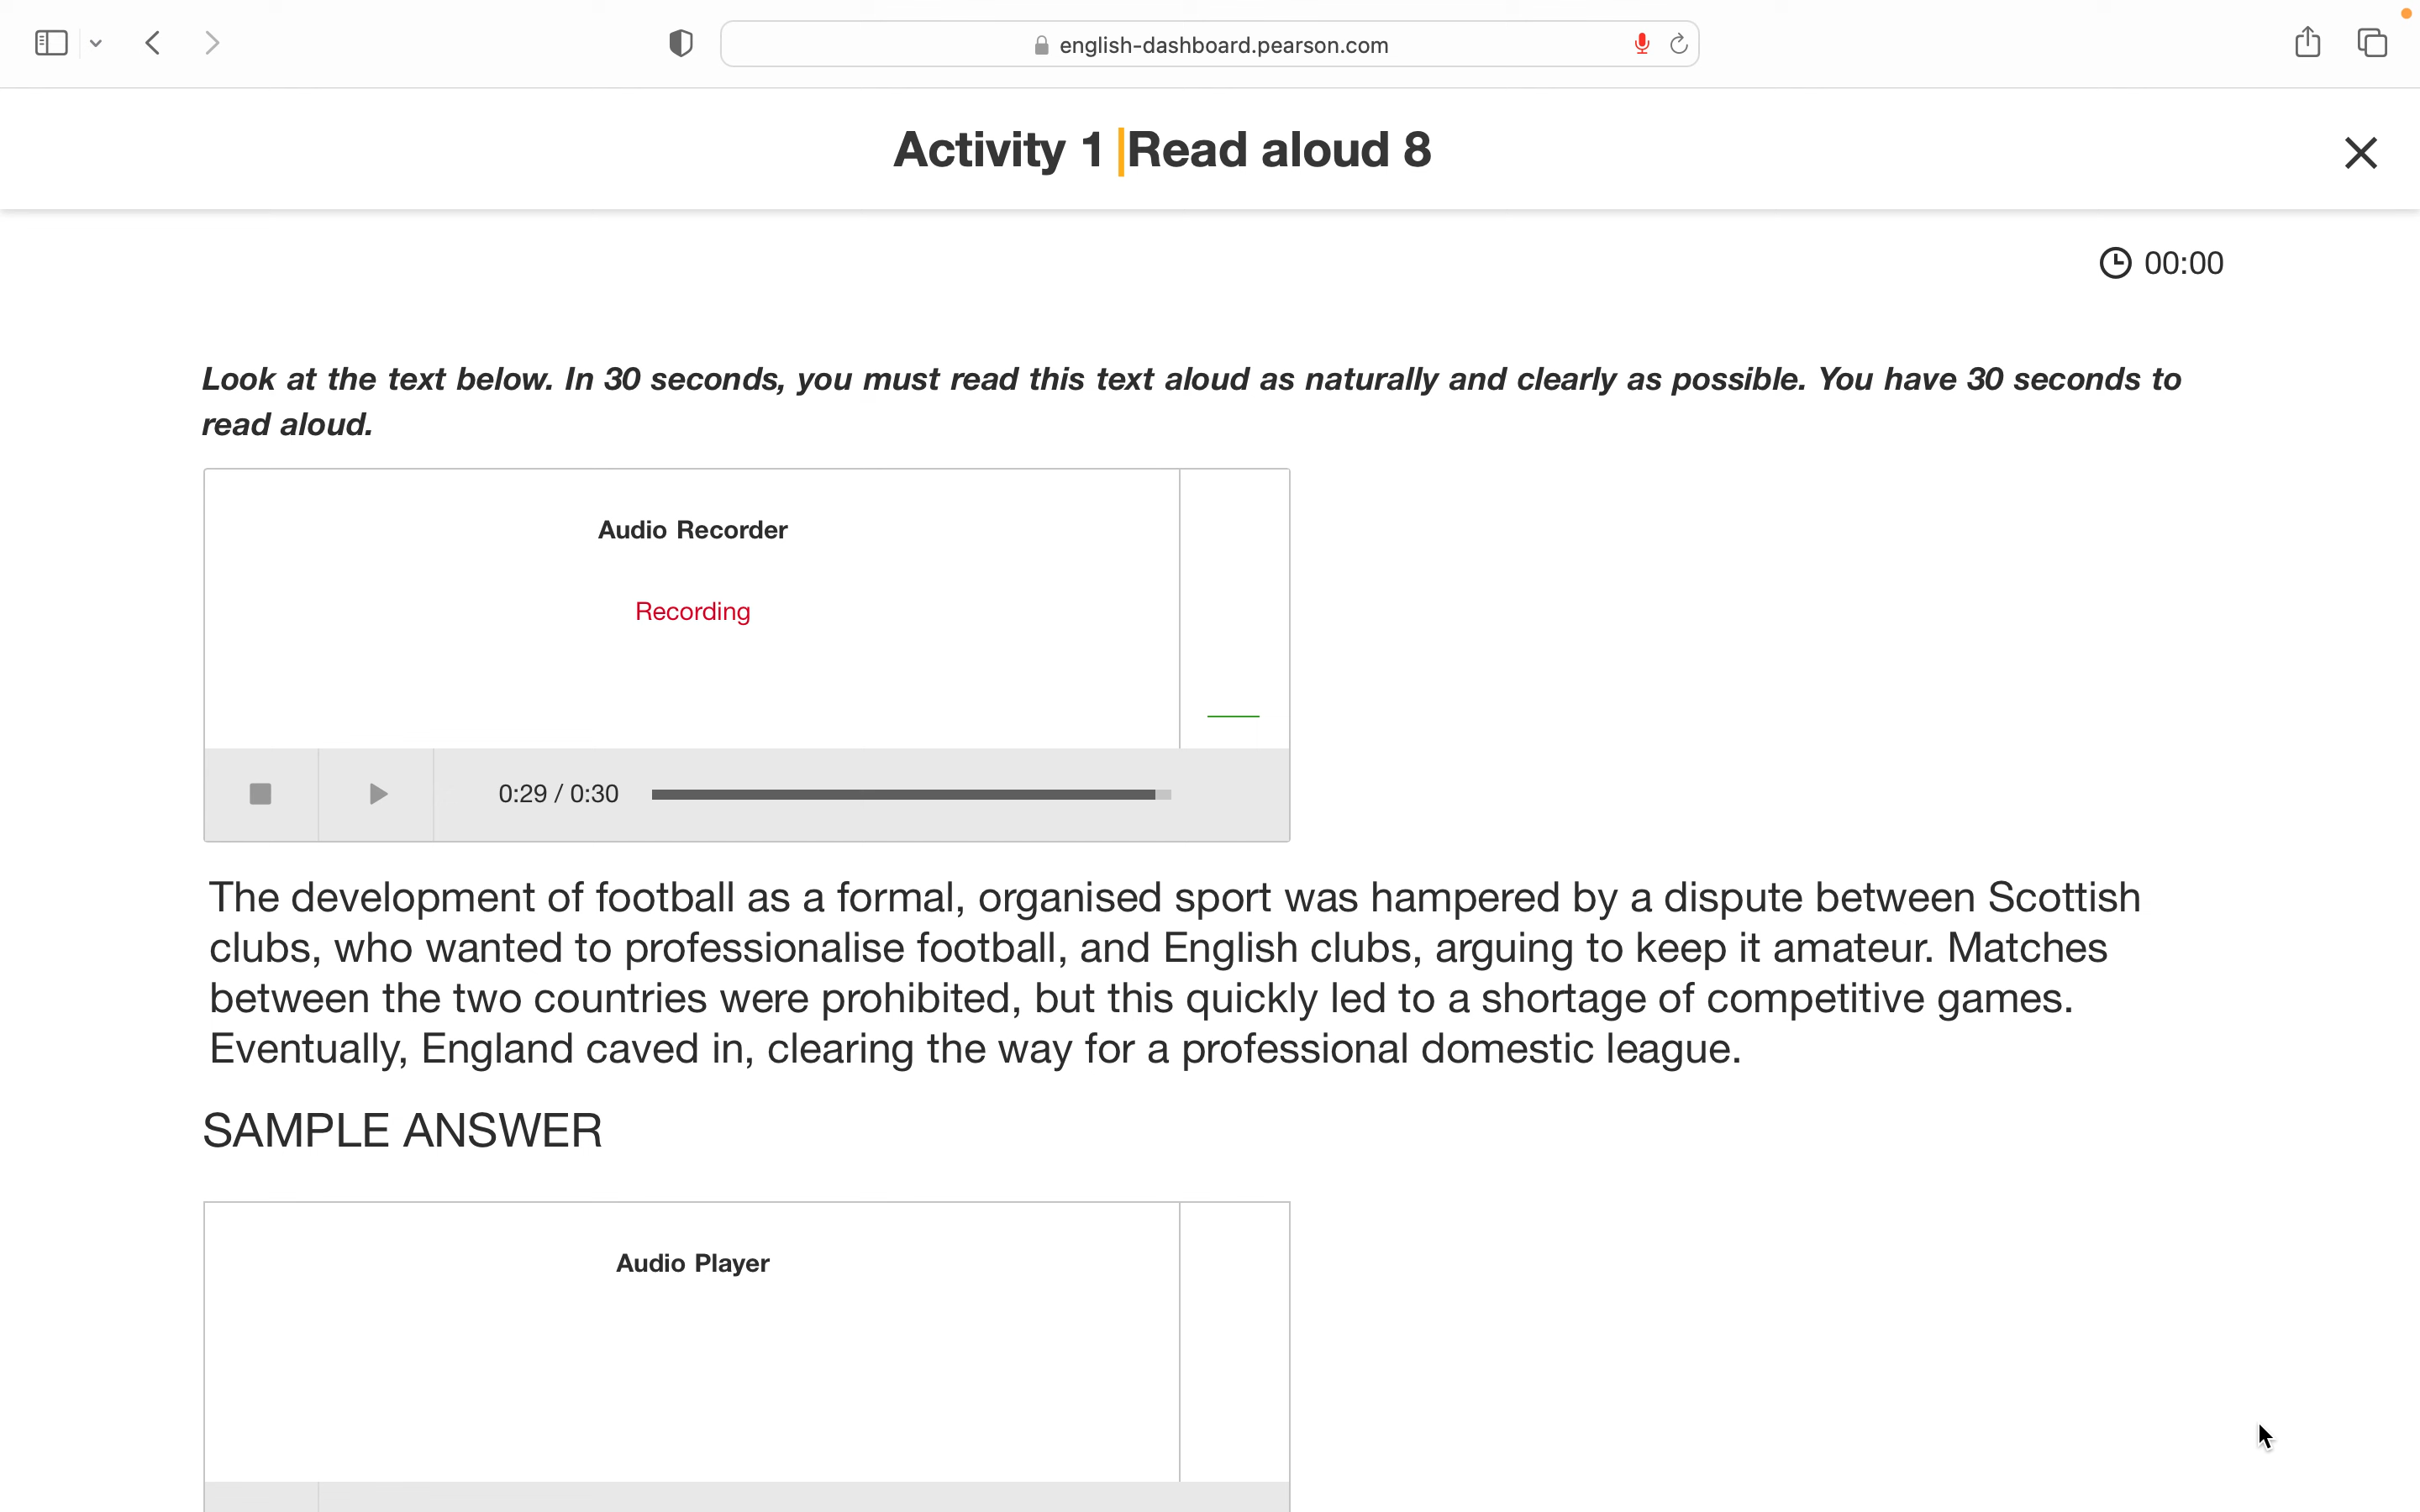 english-dashboard.pearson.com
Activity 1 Read aloud 8
00:00
Look at the text below. In 30 seconds, you must read this text aloud as naturally and clearly as possible. You have 30 seconds to
read aloud.
Audio Recorder
Recording
0:29 / 0:30
The development of football as a formal, organised sport was hampered by a dispute between Scottish
clubs, who wanted to professionalise football, and English clubs, arguing to keep it amateur. Matches
between the two countries were prohibited, but this quickly led to a shortage of competitive games.
Eventually, England caved in, clearing the way for a professional domestic league.
SAMPLE ANSWER
Audio Player